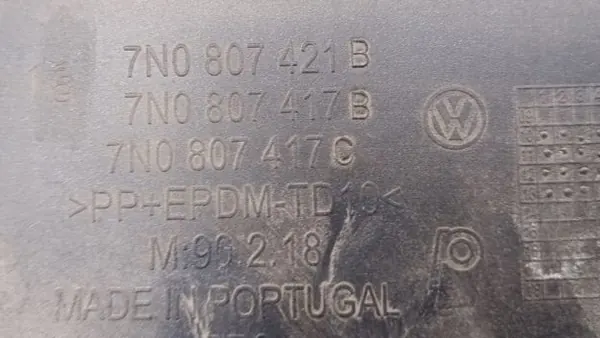 7N0 807 421 B
7N0 807 417 B
7N0 807 417 C
>PP+EPDM-TD10<
M:90.2.18
MADE IN PORTUGAL